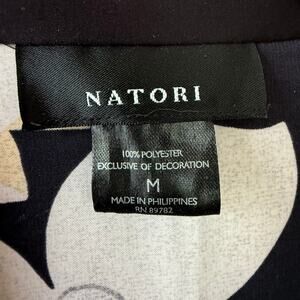 NATORI
100% POLYESTER
EXCLUSIVE OF DECORATION
M
MADE IN PHILIPPINES
RN 89782